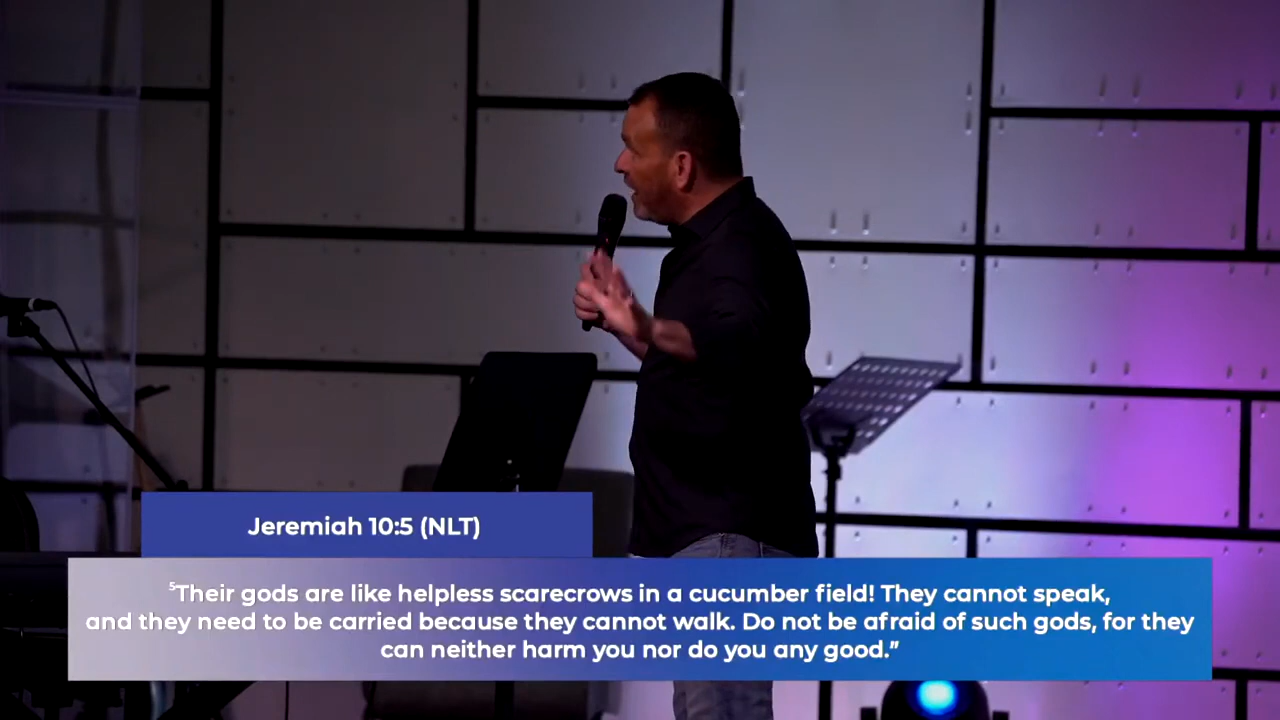 Jeremiah 10:5 (NLT)
⁵Their gods are like helpless scarecrows in a cucumber field! They cannot speak,
and they need to be carried because they cannot walk. Do not be afraid of such gods, for they
can neither harm you nor do you any good.”